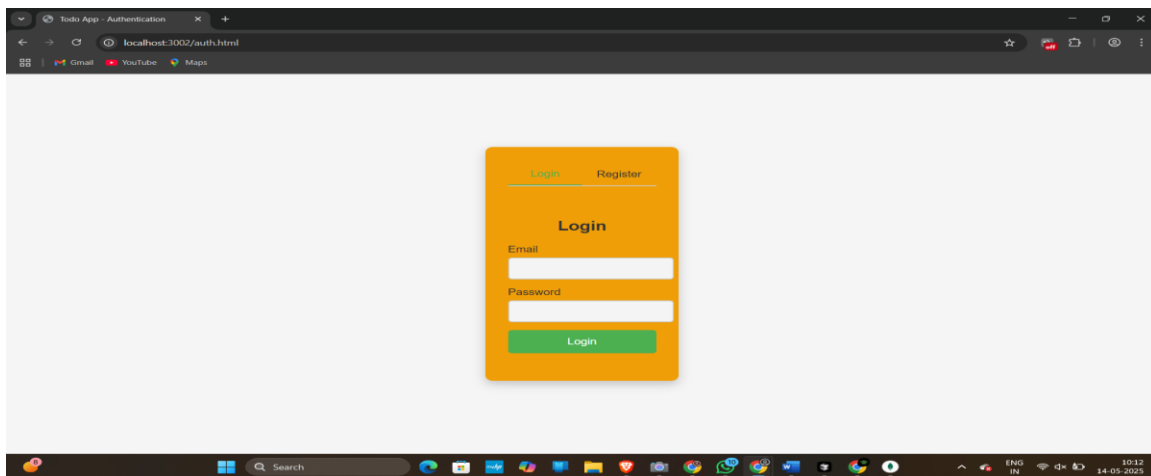 Todo App - Authentication
localhost:3002/auth.html
Gmail YouTube Maps
Login Register
Login
Email
Password
Login
Search
ENG
IN
10:12
14-05-2025